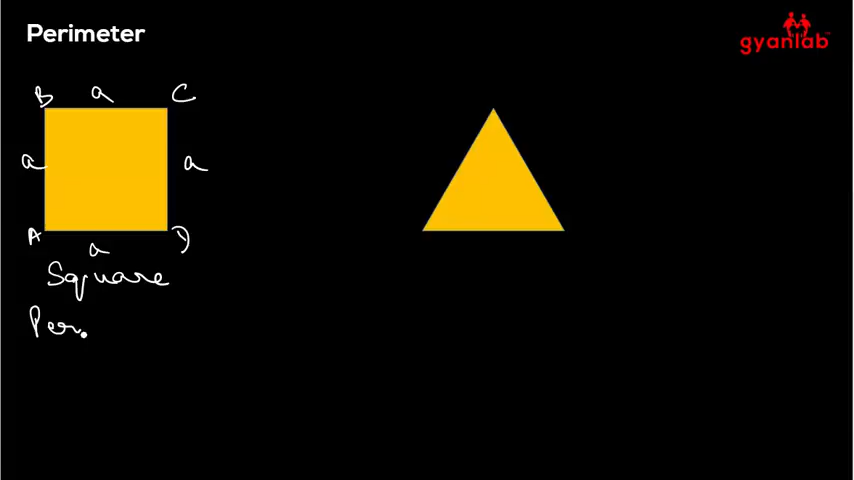 Perimeter
gyanlab
B a C
a a
A a D
Square
Per.